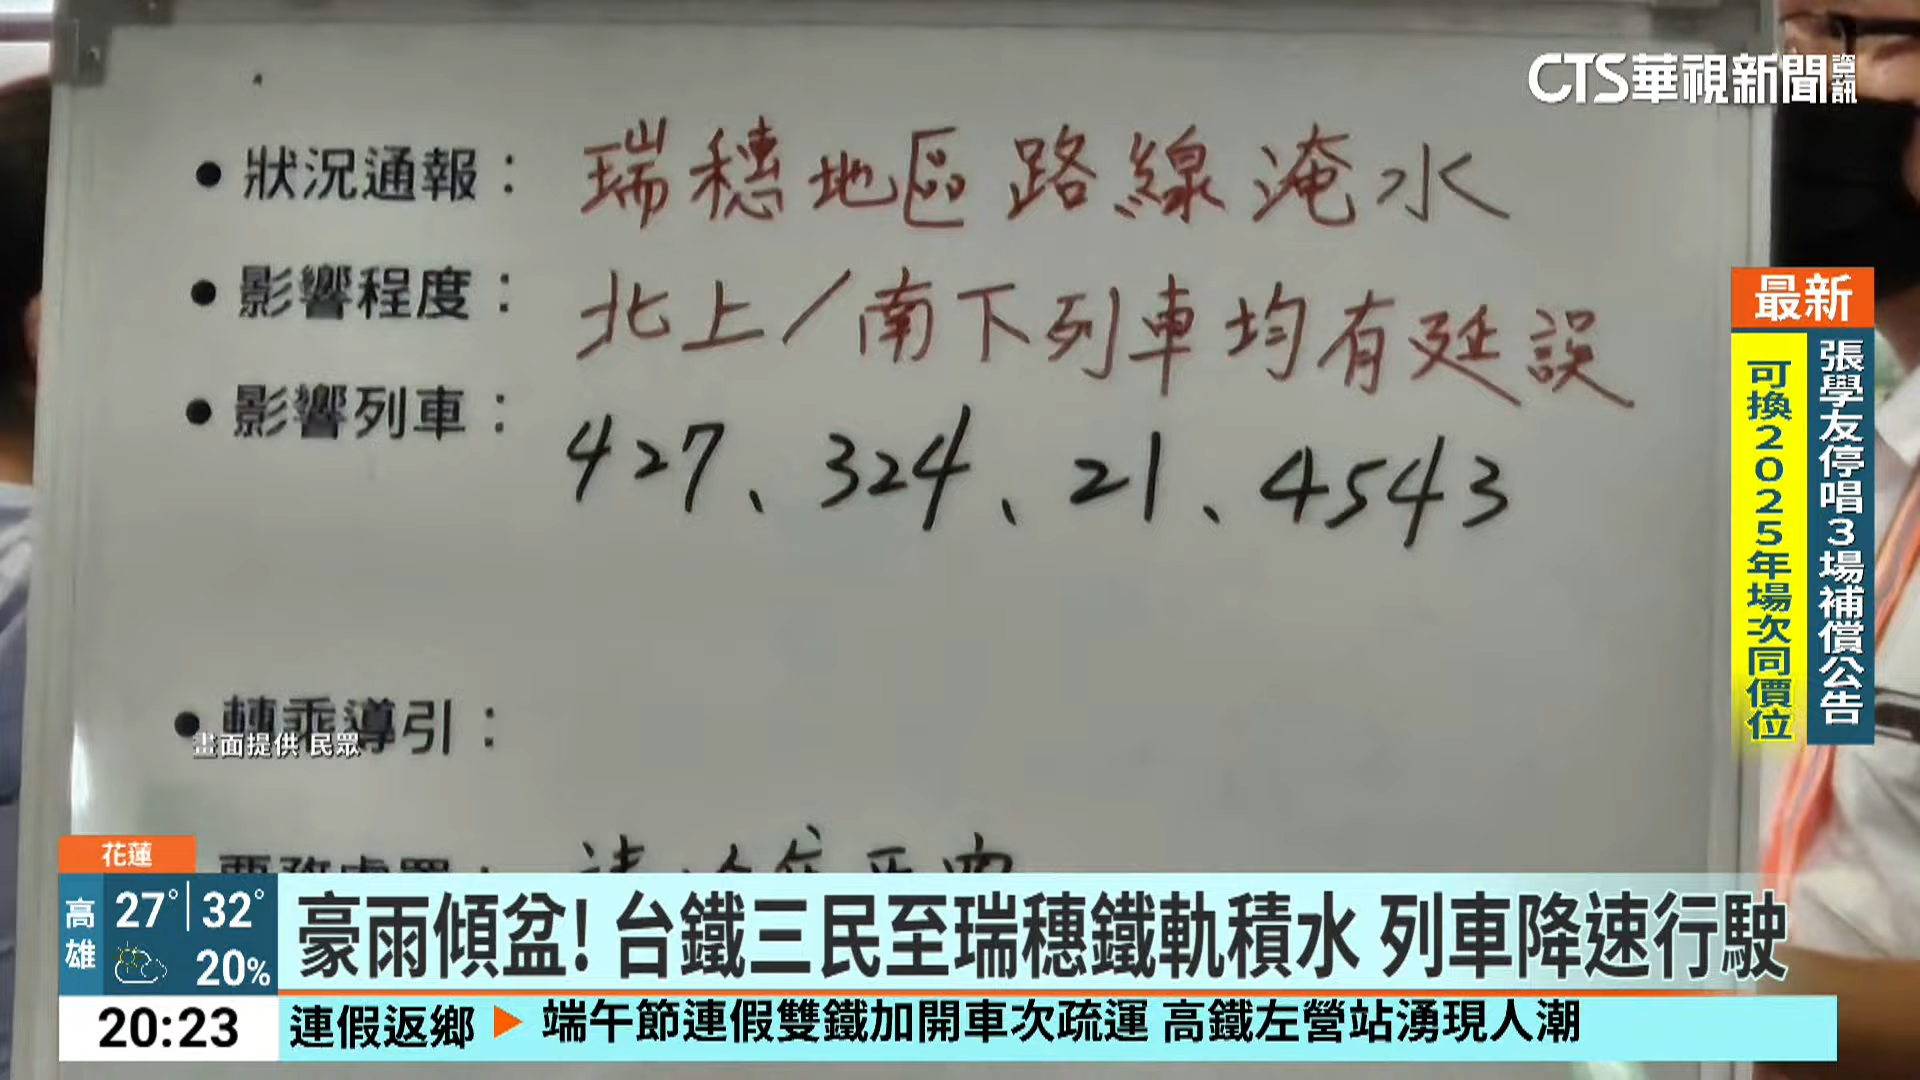 CTS華視新聞資訊
狀況通報：瑞穗地區路線淹水
影響程度：北上/南下列車均有延誤
影響列車：427、324、21、4543
轉乘導引：
畫面提供 民眾
最新
張學友停唱3場補償公告
可換2025年場次同價位
花蓮
高雄
27°|32°
20%
豪雨傾盆! 台鐵三民至瑞穗鐵軌積水 列車降速行駛
20:23
連假返鄉 ▶ 端午節連假雙鐵加開車次疏運 高鐵左營站湧現人潮